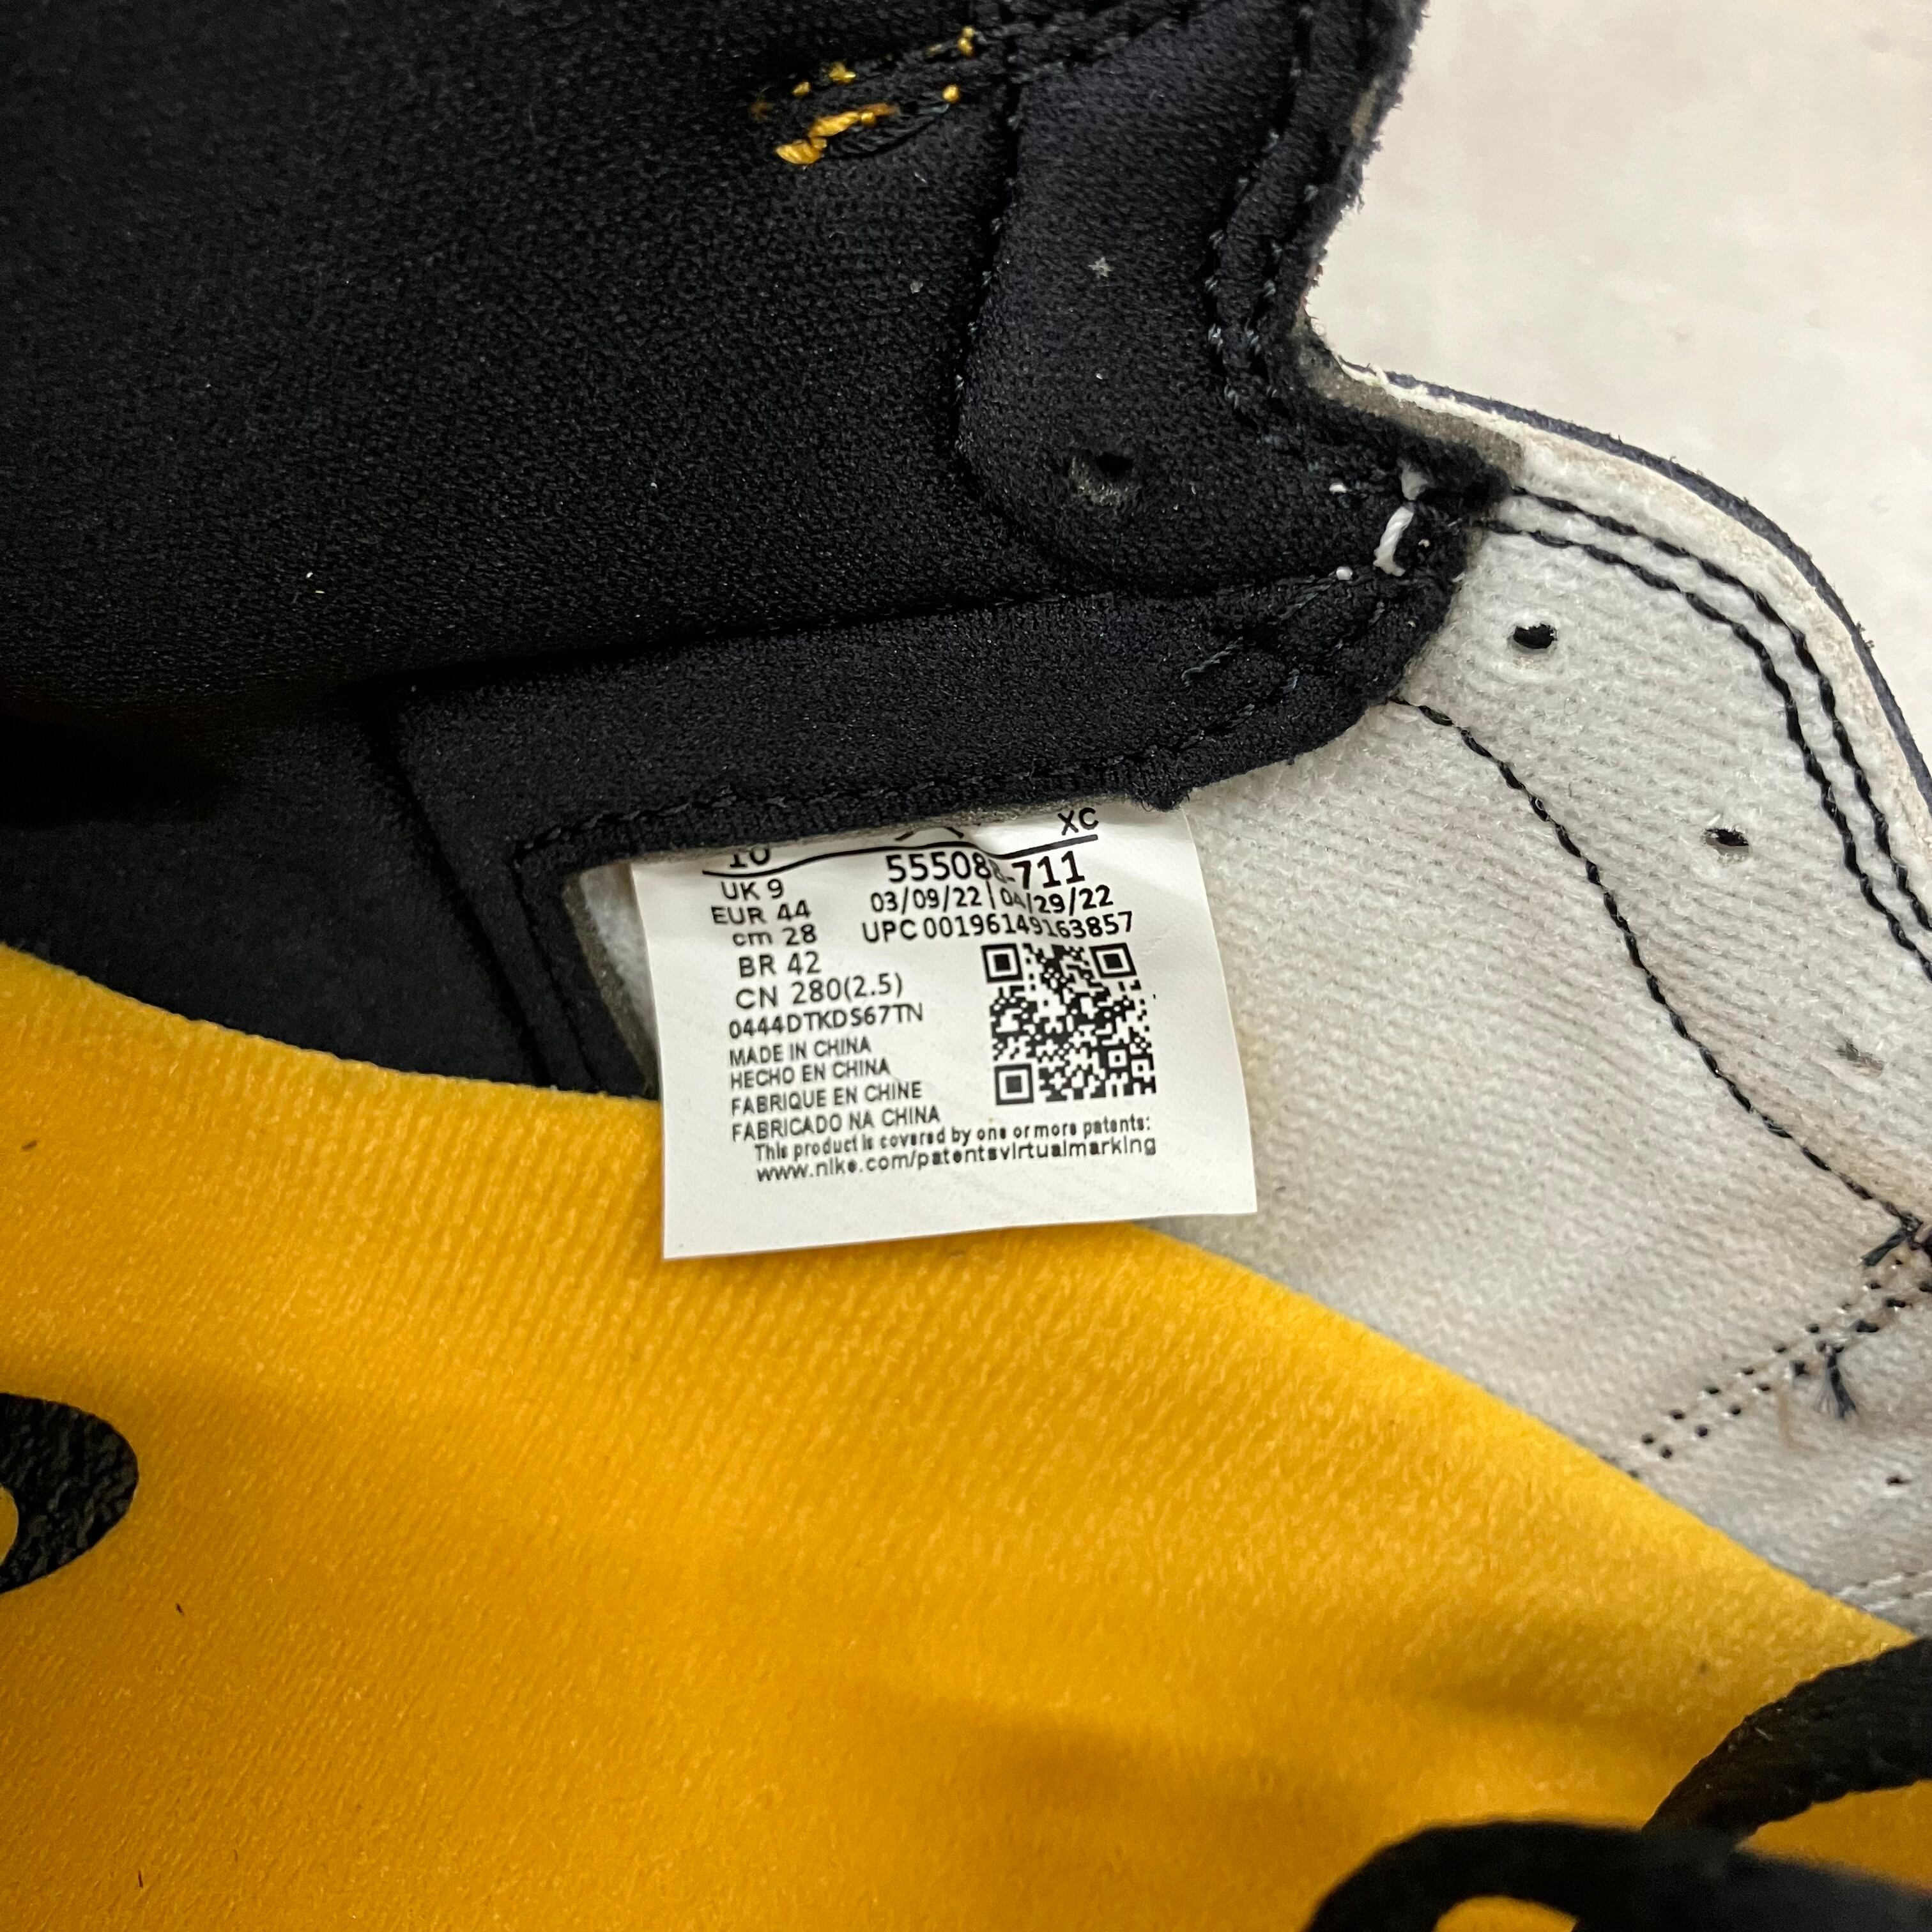 10 XC
UK 9 555088-711
EUR 44 03/09/22 | 04/29/22
cm 28 UPC 00196149163857
BR 42
CN 280(2.5)
0444DTKDS67TN
MADE IN CHINA
HECHO EN CHINA
FABRIQUE EN CHINE
FABRICADO NA CHINA
This product is covered by one or more patents:
www.nike.com/patentsvirtualmarking